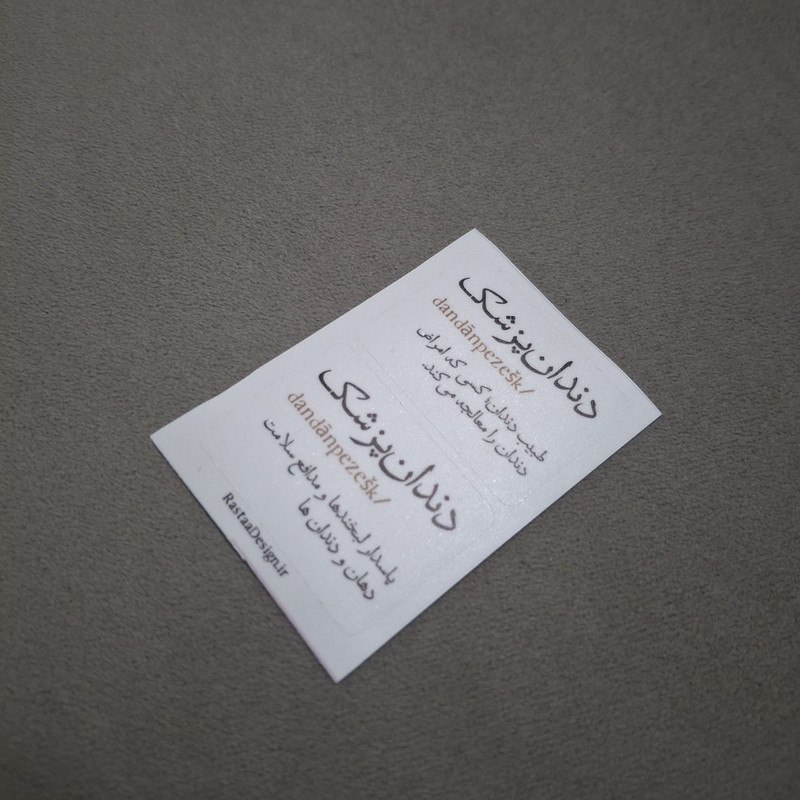 دندان‌پزشک
dandānpezešk/
طبیب دندان؛ کسی که امراض
دندان را معالجه می کند
دندان‌پزشک
dandānpezešk/
پاسدار لبخندها و مدافع سلامت
دهان و دندان ها
RastaaDesign.ir